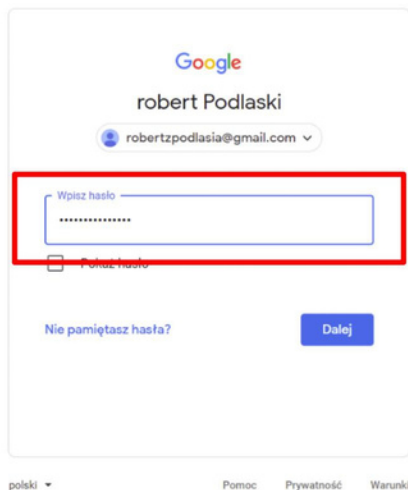 Google
robert Podlaski
robertzpodlasia@gmail.com
Wpisz hasło
•••••••••••••••
Pokaż hasło
Nie pamiętasz hasła?
Dalej
polski
Pomoc Prywatność Warunki